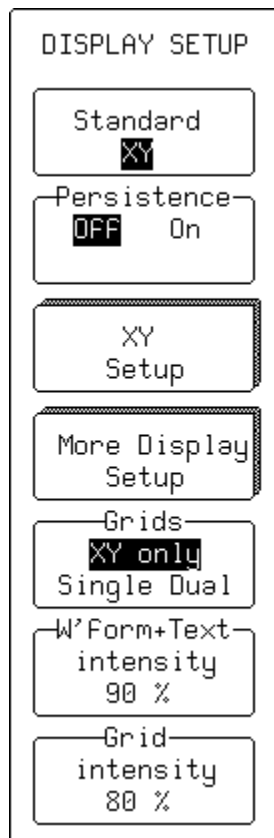 DISPLAY SETUP
Standard
XY
Persistence
OFF On
XY
Setup
More Display
Setup
Grids
XY only
Single Dual
W'Form+Text
intensity
90 %
Grid
intensity
80 %